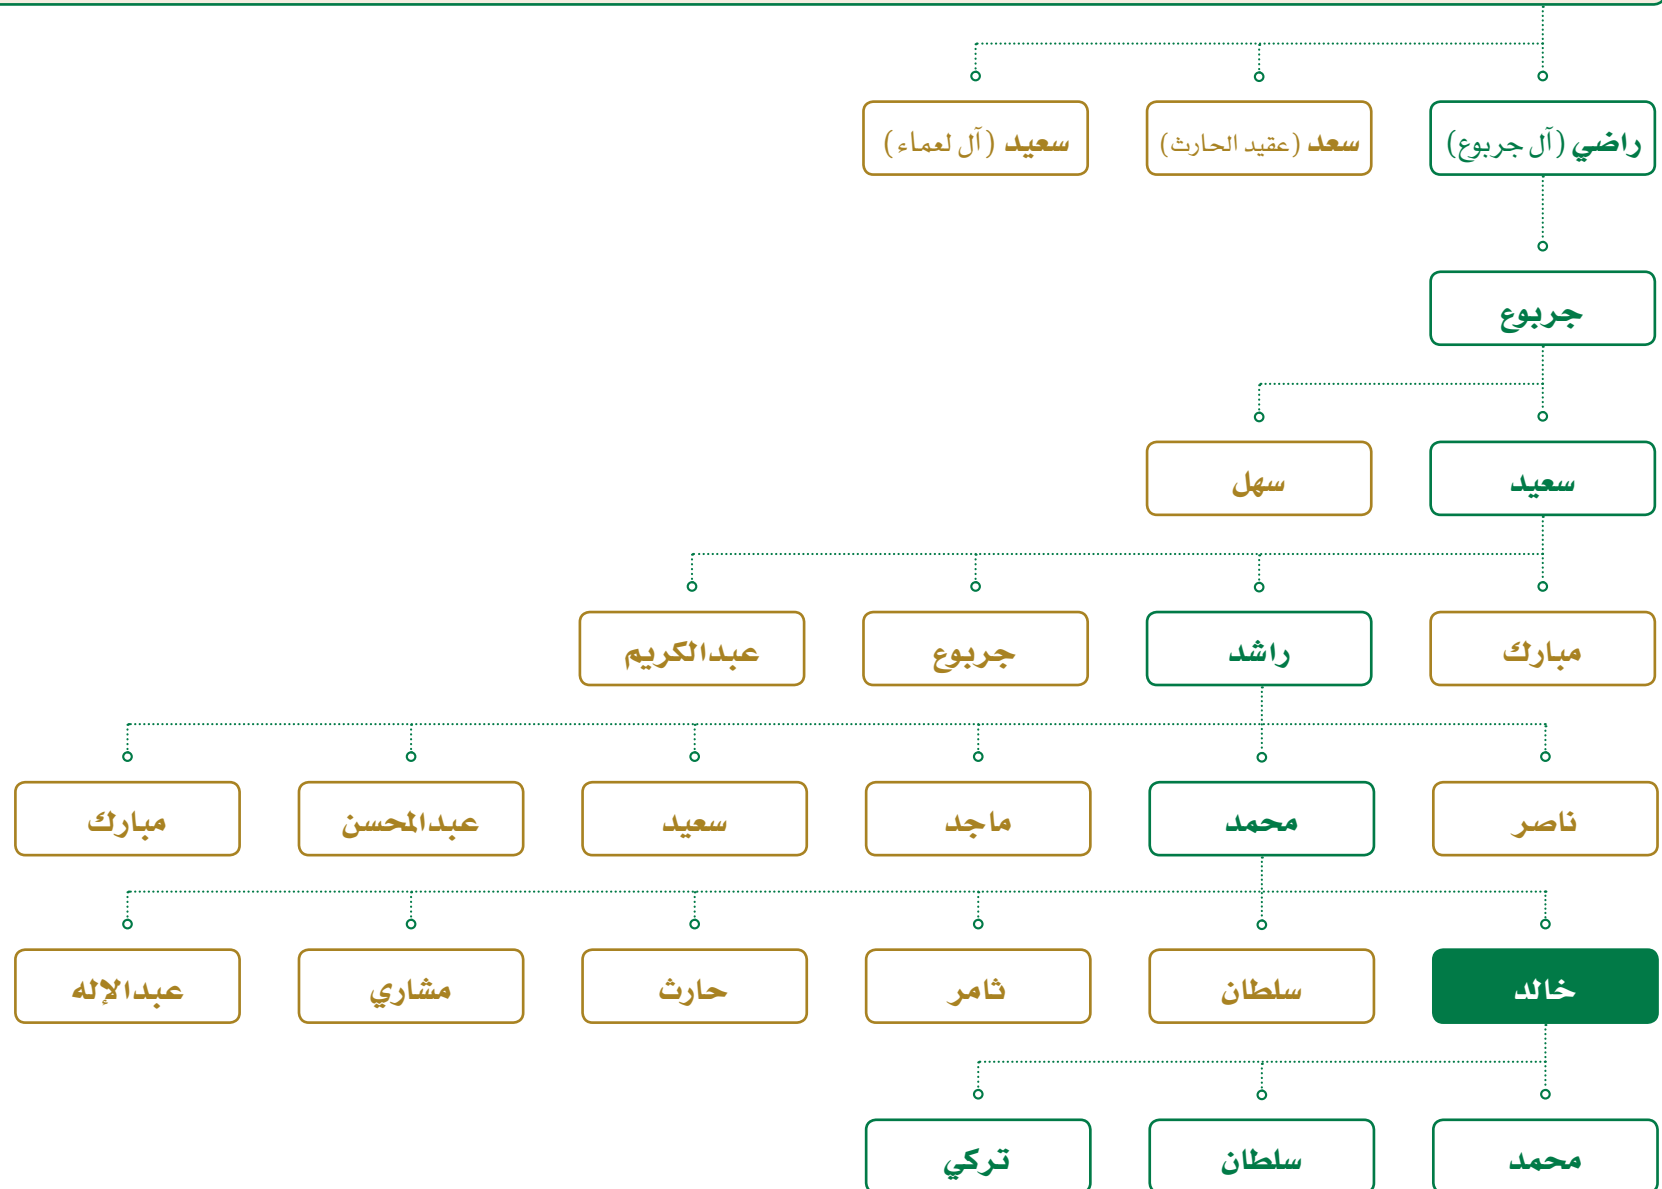 راضي (آل جربوع)
سعد (عقيد الحارث)
سعيد (آل لعماء)
جربوع
سعيد
سهل
مبارك
راشد
جربوع
عبدالكريم
ناصر
محمد
ماجد
سعيد
عبدالمحسن
مبارك
خالد
سلطان
ثامر
حارث
مشاري
عبدالإله
محمد
سلطان
تركي